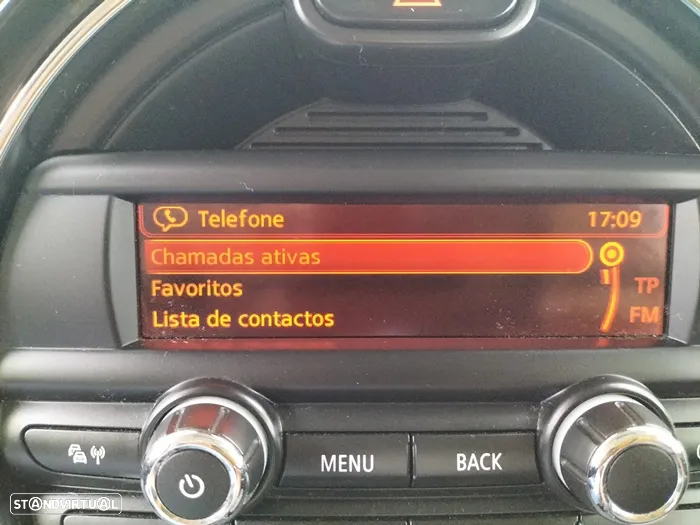 Telefone 17:09
Chamadas ativas
Favoritos TP
Lista de contactos FM
MENU BACK
STANDVIRTUAL